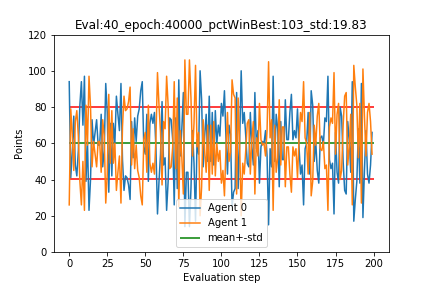 Eval:40_epoch:40000_pctWinBest:103_std:19.83
120
100
80
60
40
20
0
Points
0
25
50
75
100
125
150
175
200
Evaluation step
Agent 0
Agent 1
mean+-std